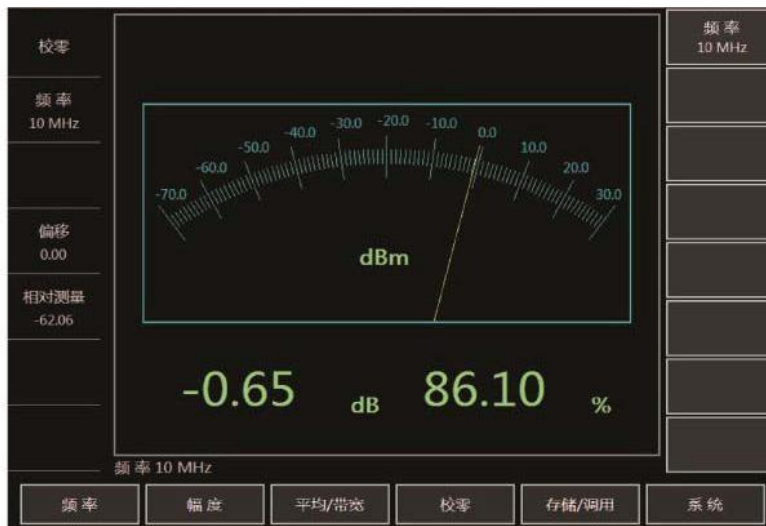 校零
频率
10 MHz
偏移
0.00
相对测量
-62.06
-70.0
-60.0
-50.0
-40.0
-30.0
-20.0
-10.0
0.0
10.0
20.0
30.0
dBm
-0.65 dB 86.10 %
频率 10 MHz
频率
10 MHz
频率 幅度 平均/带宽 校零 存储/调用 系统